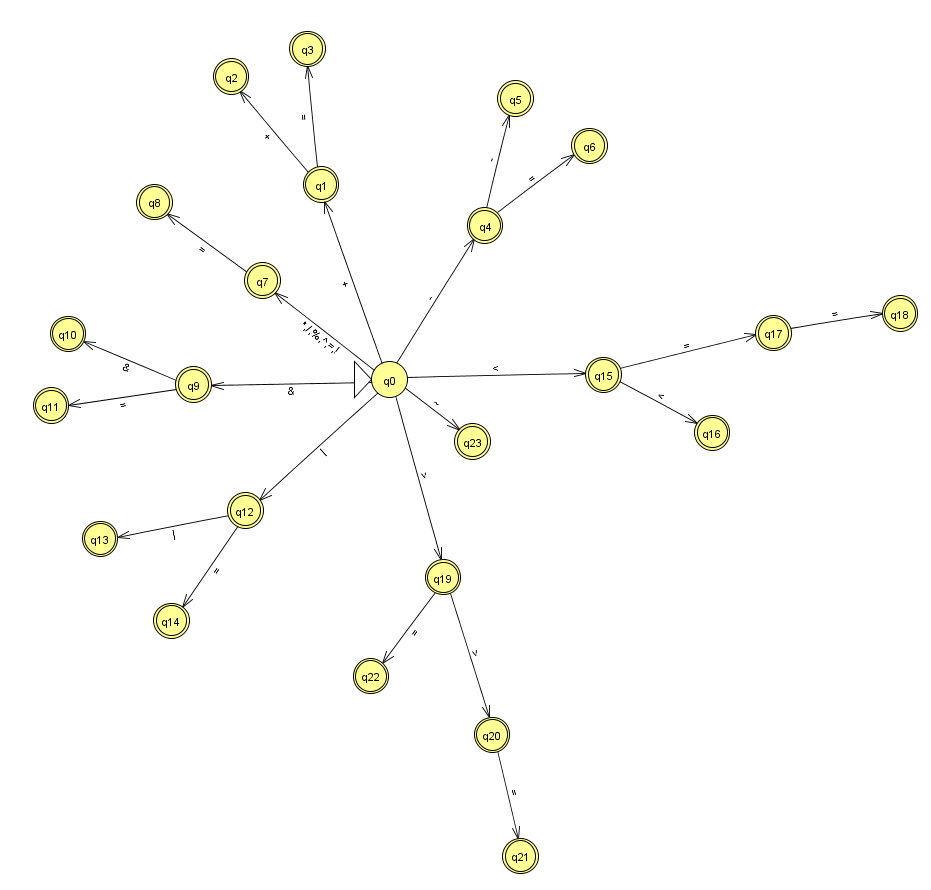 q3
q2
q5
=
+
q6
-
=
q1
q8
q4
=
q7
+
-
*,/,%,^,=,!
q18
=
q17
q10
=
&
q9
q0
<
q15
&
<
q11
=
~
q16
q23
|
>
q12
|
q13
=
q19
q14
=
>
q22
q20
=
q21